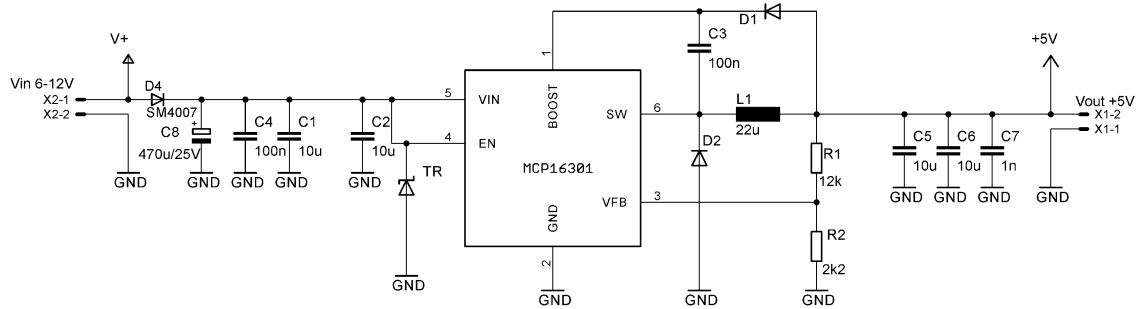 V+
Vin 6-12V
X2-1
X2-2
D4
SM4007
+
C8
470u/25V
C4
100n
C1
10u
C2
10u
GND
GND
GND
GND
GND
TR
GND
5
4
1
2
VIN
EN
BOOST
MCP16301
GND
SW
VFB
6
3
GND
C3
100n
D1
L1
22u
D2
GND
R1
12k
R2
2k2
GND
+5V
Vout +5V
X1-2
X1-1
C5
10u
C6
10u
C7
1n
GND
GND
GND
GND